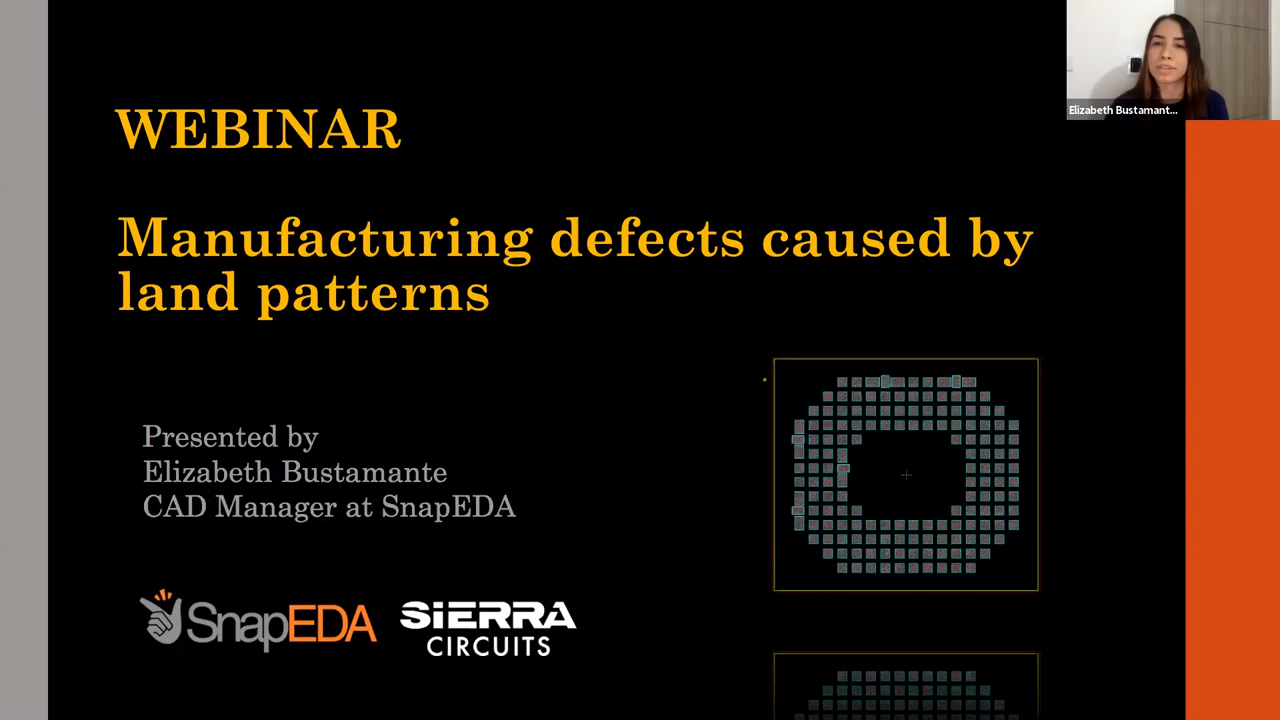 WEBINAR
Manufacturing defects caused by
land patterns
Presented by
Elizabeth Bustamante
CAD Manager at SnapEDA
SnapEDA
SiERRA
CIRCUITS
Elizabeth Bustamant...